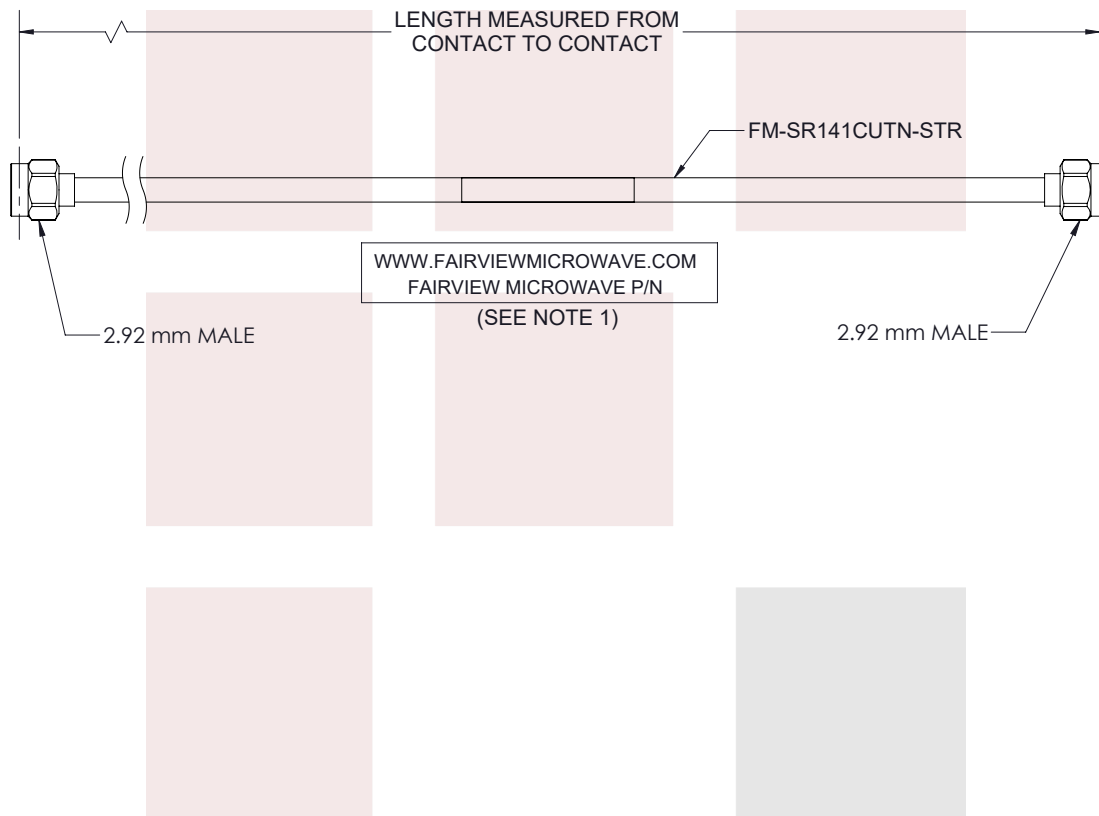 LENGTH MEASURED FROM
CONTACT TO CONTACT
FM-SR141CUTN-STR
WWW.FAIRVIEWMICROWAVE.COM
FAIRVIEW MICROWAVE P/N
(SEE NOTE 1)
2.92 mm MALE
2.92 mm MALE